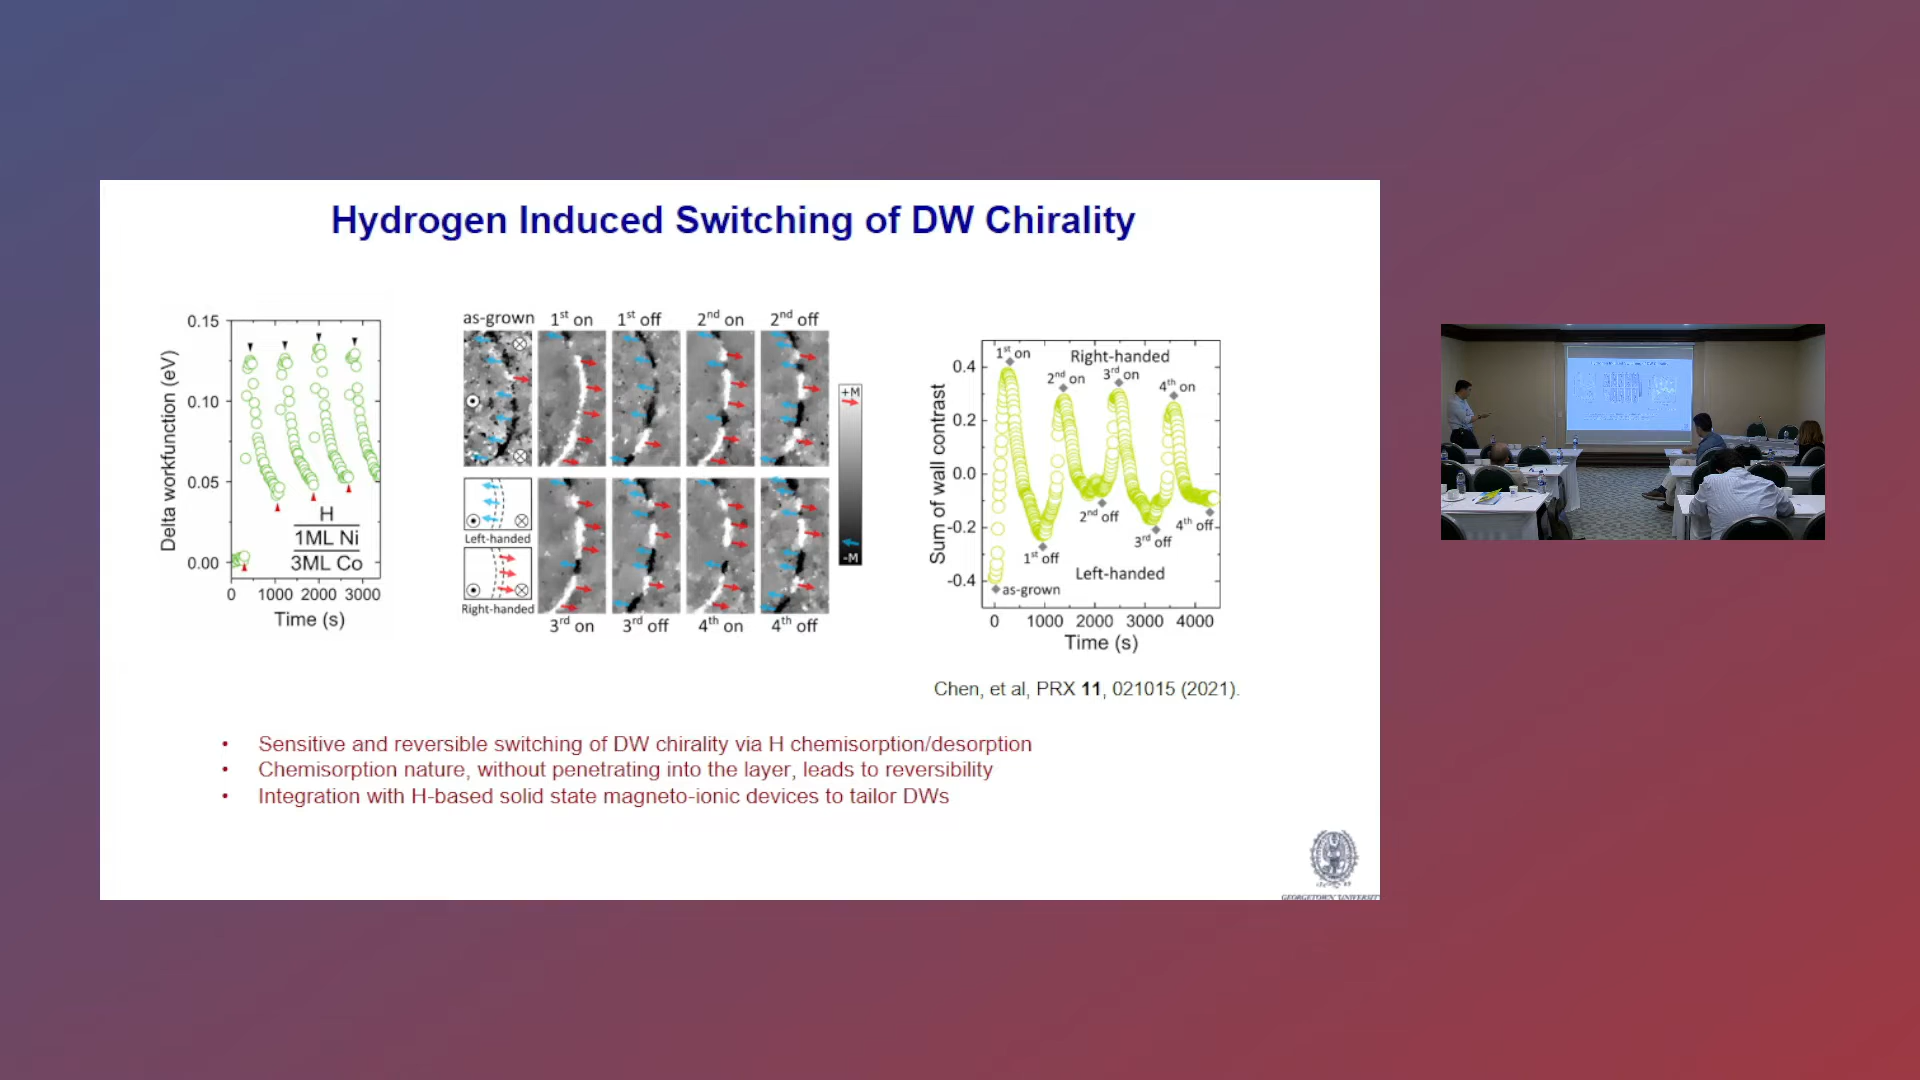 Hydrogen Induced Switching of DW Chirality
0.15
0.10
0.05
0.00
Delta workfunction (eV)
H
1ML Ni
3ML Co
0 1000 2000 3000
Time (s)
as-grown 1st on 1st off 2nd on 2nd off
+M
-M
Left-handed
Right-handed
3rd on 3rd off 4th on 4th off
0.4
0.2
0.0
-0.2
-0.4
Sum of wall contrast
1st on
Right-handed
2nd on
3rd on
4th on
2nd off
4th off
3rd off
1st off
Left-handed
as-grown
0 1000 2000 3000 4000
Time (s)
Chen, et al, PRX 11, 021015 (2021).
• Sensitive and reversible switching of DW chirality via H chemisorption/desorption
• Chemisorption nature, without penetrating into the layer, leads to reversibility
• Integration with H-based solid state magneto-ionic devices to tailor DWs
GEORGETOWN UNIVERSITY